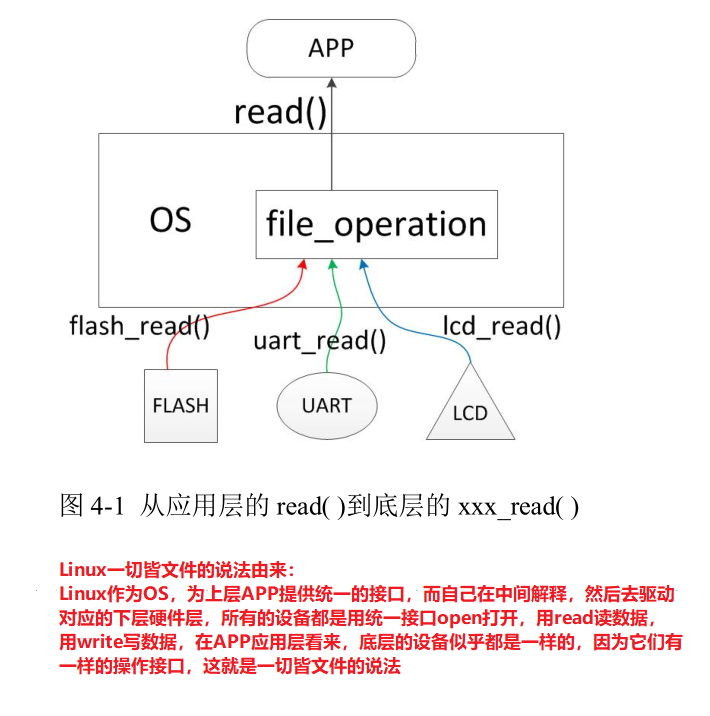 APP
read()
OS
file_operation
flash_read()
uart_read()
lcd_read()
FLASH
UART
LCD
图 4-1 从应用层的 read( )到底层的 xxx_read( )
Linux一切皆文件的说法由来：
Linux作为OS，为上层APP提供统一的接口，而自己在中间解释，然后去驱动
对应的下层硬件层，所有的设备都是用统一接口open打开，用read读数据，
用write写数据，在APP应用层看来，底层的设备似乎都是一样的，因为它们有
一样的操作接口，这就是一切皆文件的说法